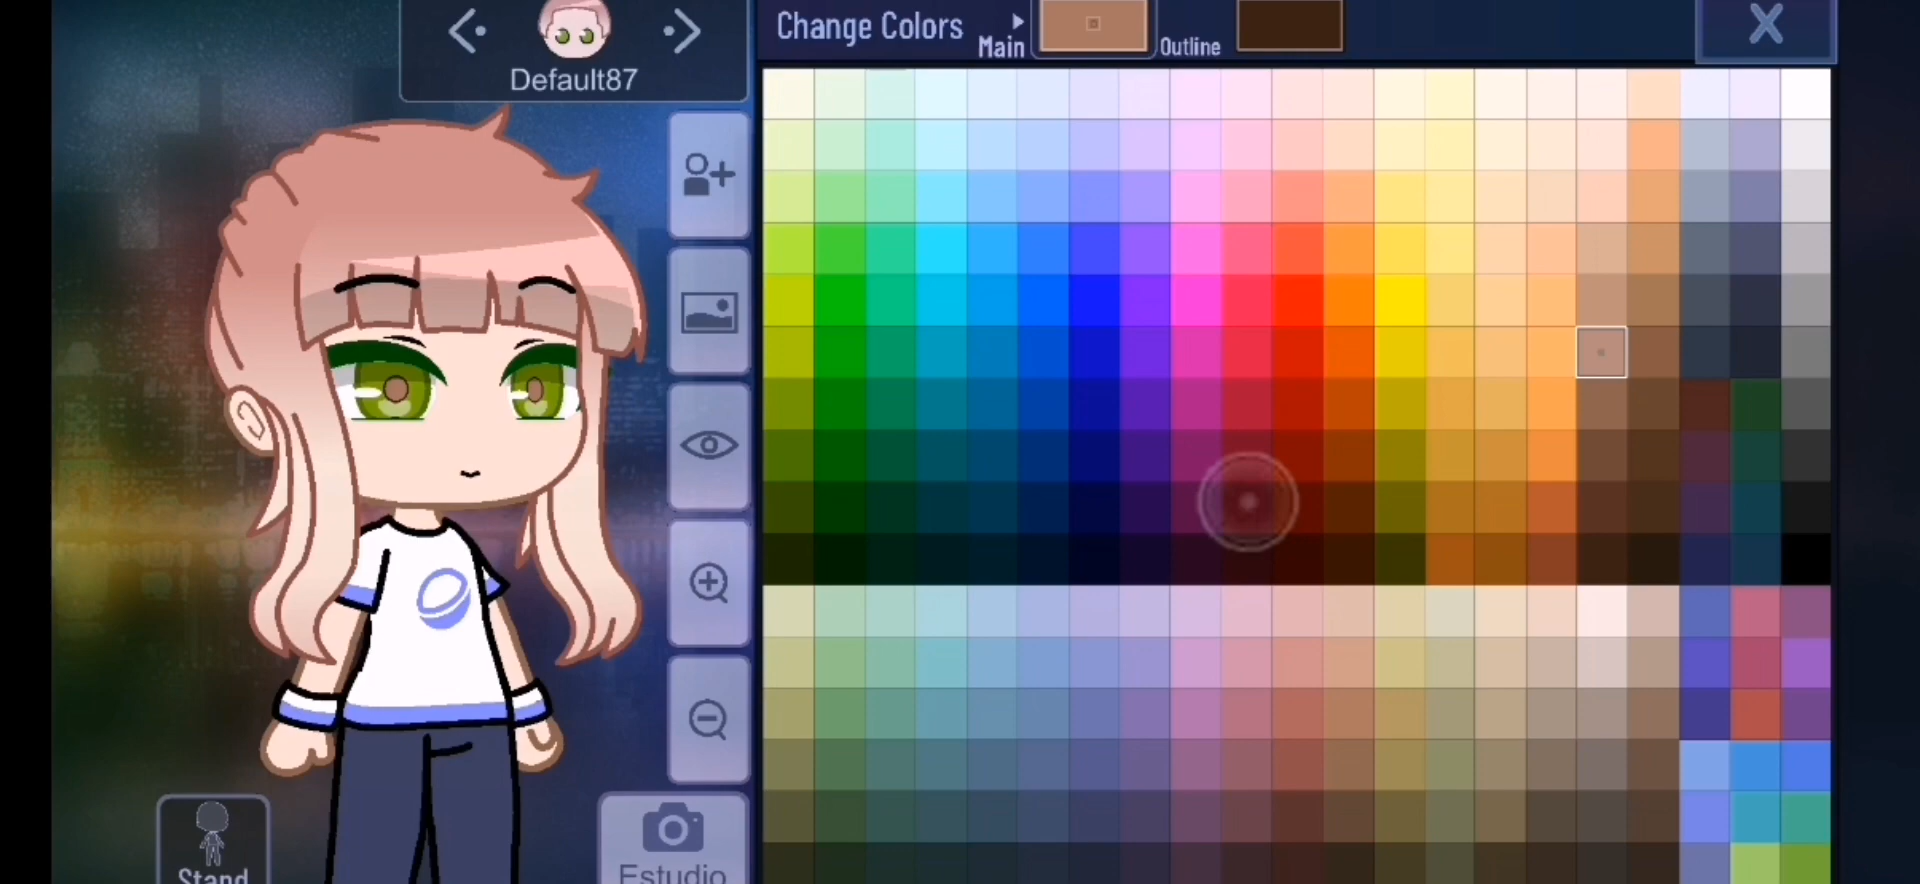 Default87
Change Colors
Main
Outline
X
Stand
Estudio